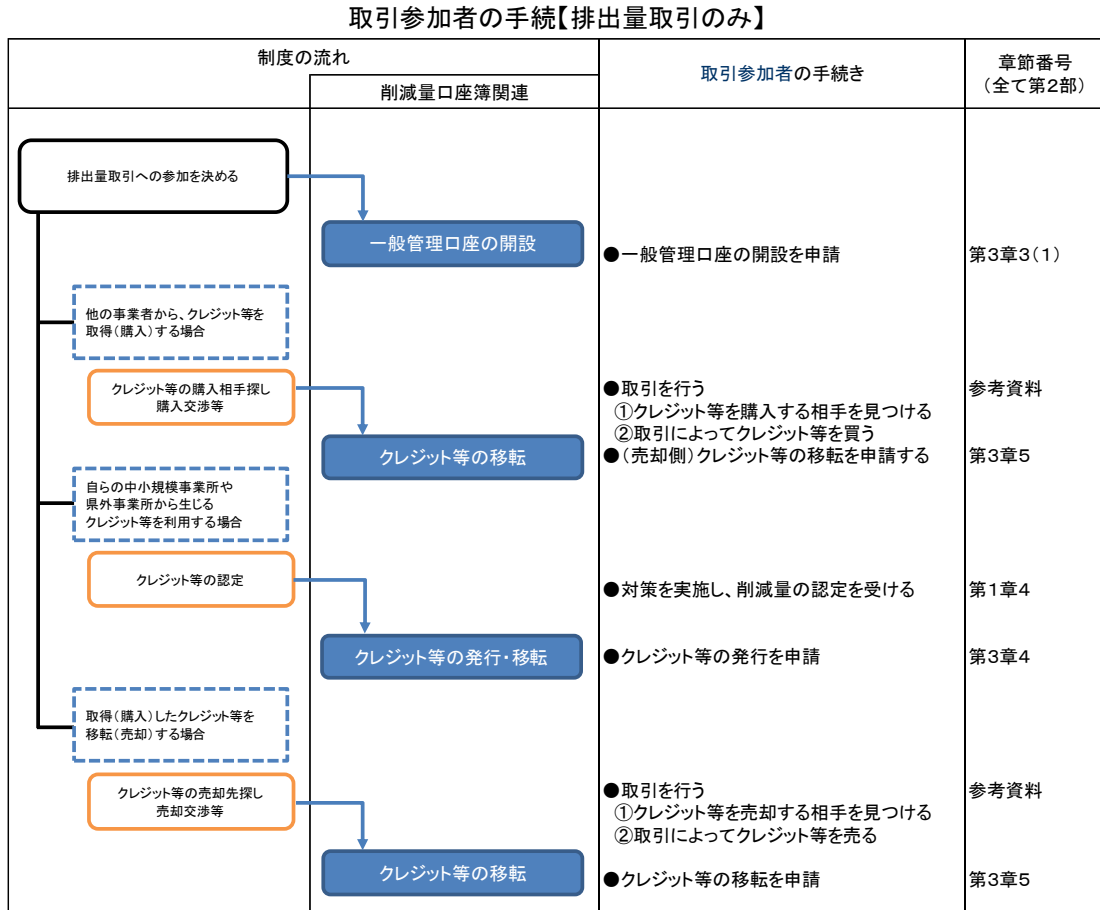 取引参加者の手続【排出量取引のみ】
制度の流れ
削減量口座簿関連
取引参加者の手続き
章節番号
(全て第2部)
排出量取引への参加を決める
一般管理口座の開設
●一般管理口座の開設を申請
第3章3(1)
他の事業者から、クレジット等を
取得(購入)する場合
クレジット等の購入相手探し
購入交渉等
●取引を行う
①クレジット等を購入する相手を見つける
②取引によってクレジット等を買う
参考資料
クレジット等の移転
●(売却側)クレジット等の移転を申請する
第3章5
自らの中小規模事業所や
県外事業所から生じる
クレジット等を利用する場合
クレジット等の認定
●対策を実施し、削減量の認定を受ける
第1章4
クレジット等の発行・移転
●クレジット等の発行を申請
第3章4
取得(購入)したクレジット等を
移転(売却)する場合
クレジット等の売却先探し
売却交渉等
●取引を行う
①クレジット等を売却する相手を見つける
②取引によってクレジット等を売る
参考資料
クレジット等の移転
●クレジット等の移転を申請
第3章5